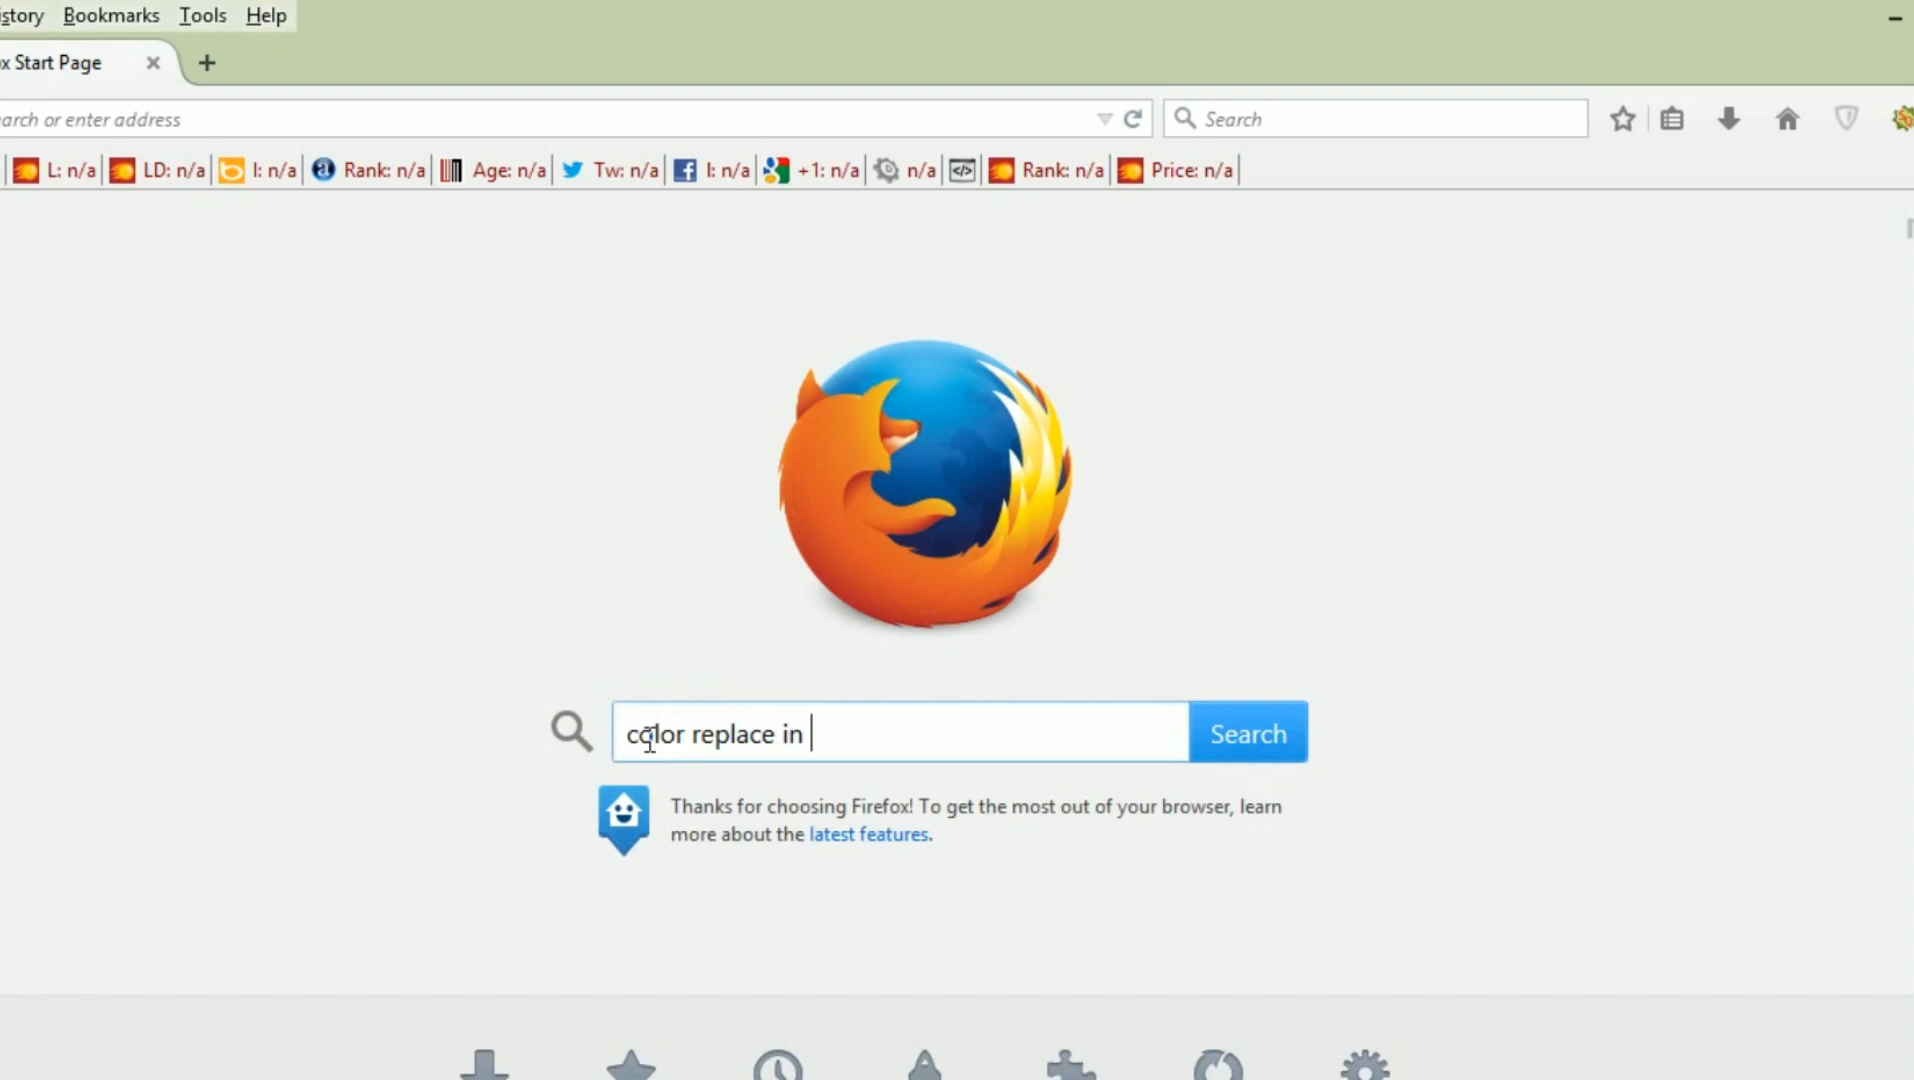 istory Bookmarks Tools Help
x Start Page
arch or enter address Search
L: n/a LD: n/a I: n/a Rank: n/a Age: n/a Tw: n/a I: n/a +1: n/a n/a </> Rank: n/a Price: n/a
color replace in
Search
Thanks for choosing Firefox! To get the most out of your browser, learn
more about the latest features.